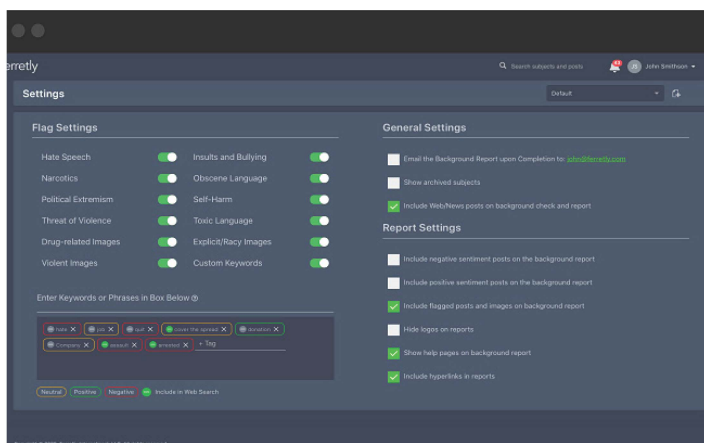 erretly
Search subjects and posts
JS
John Smithson
Settings
Default
Flag Settings
Hate Speech
Insults and Bullying
Narcotics
Obscene Language
Political Extremism
Self-Harm
Threat of Violence
Toxic Language
Drug-related Images
Explicit/Racy Images
Violent Images
Custom Keywords
Enter Keywords or Phrases in Box Below
hate X job X quit X cover the spread X donation X
Company X assault X arrested X + Tag
Neutral Positive Negative Include in Web Search
General Settings
Email the Background Report upon Completion to: john@ferretly.com
Show archived subjects
Include Web/News posts on background check and report
Report Settings
Include negative sentiment posts on the background report
Include positive sentiment posts on the background report
Include flagged posts and images on background report
Hide logos on reports
Show help pages on background report
Include hyperlinks in reports